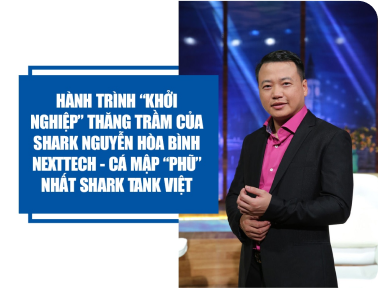 HÀNH TRÌNH “KHỞI
NGHIỆP” THĂNG TRẦM CỦA
SHARK NGUYỄN HÒA BÌNH
NEXTTECH - CÁ MẬP “PHŨ”
NHẤT SHARK TANK VIỆT